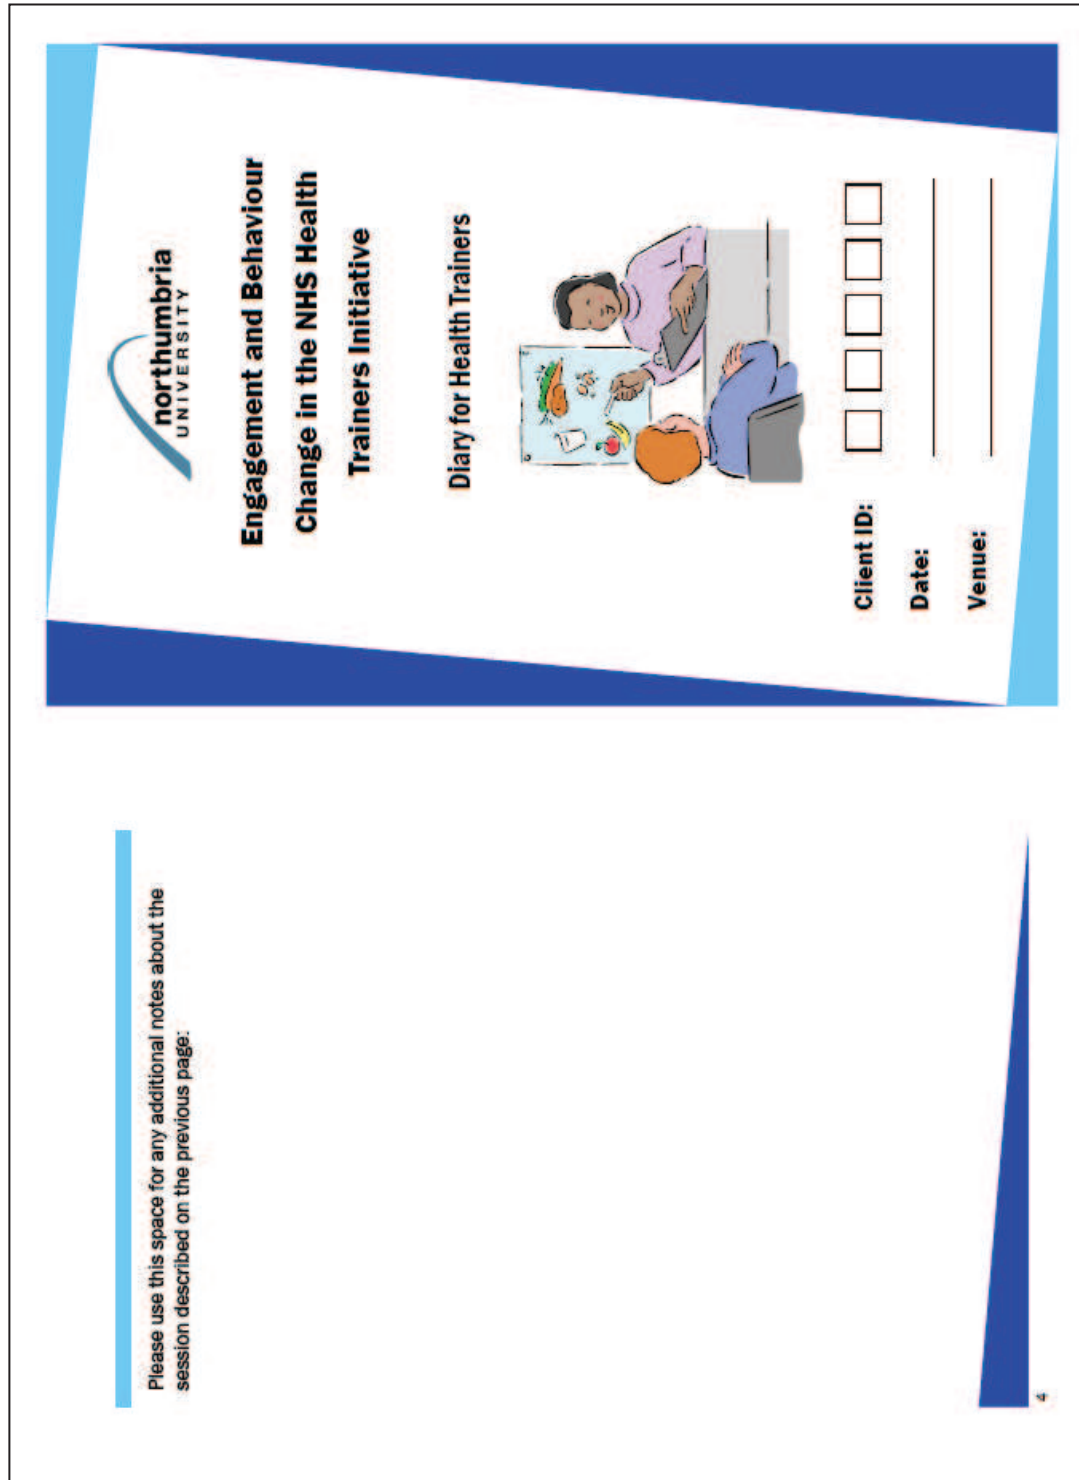 Please use this space for any additional notes about the
session described on the previous page:
4
northumbria
UNIVERSITY
Engagement and Behaviour
Change in the NHS Health
Trainers Initiative
Diary for Health Trainers
Client ID:
Date:
Venue: